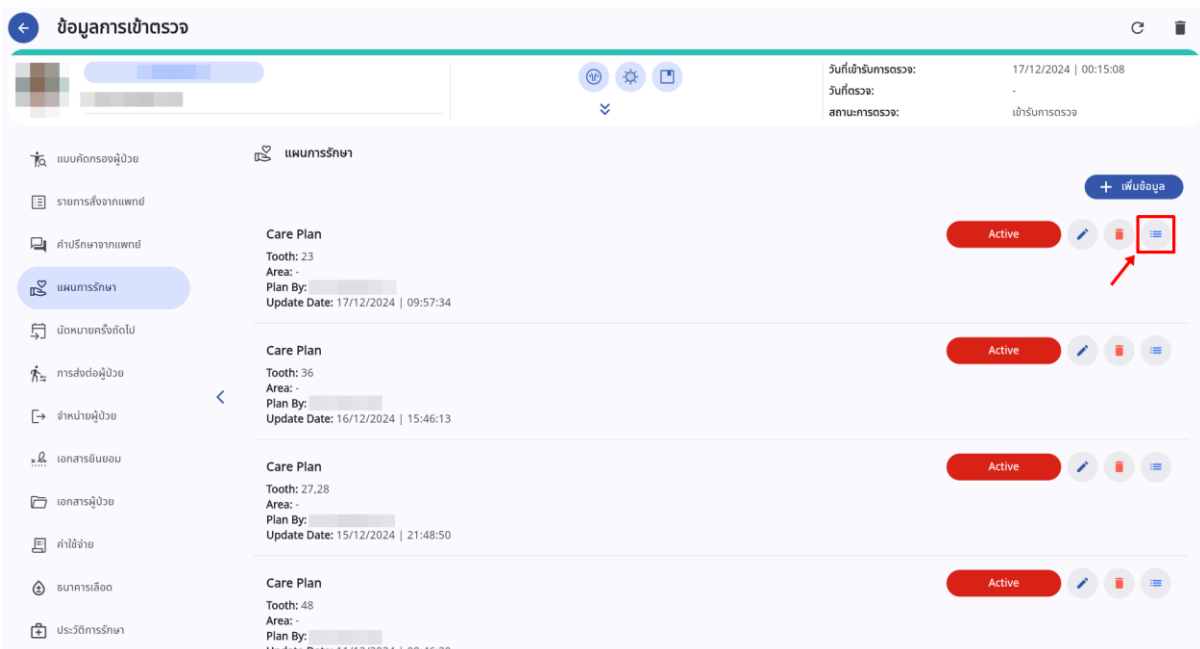 ข้อมูลการเข้าตรวจ
วันที่เข้ารับการตรวจ: 17/12/2024 | 00:15:08
วันที่ตรวจ: -
สถานะการตรวจ: เข้ารับการตรวจ
แบบคัดกรองผู้ป่วย
รายการสั่งจากแพทย์
คำปรึกษาจากแพทย์
แผนการรักษา
นัดหมายครั้งถัดไป
การส่งต่อผู้ป่วย
จำหน่ายผู้ป่วย
เอกสารยินยอม
เอกสารผู้ป่วย
ค่าใช้จ่าย
ธนาคารเลือด
ประวัติการรักษา
แผนการรักษา
+ เพิ่มข้อมูล
Care Plan Active
Tooth: 23
Area: -
Plan By:
Update Date: 17/12/2024 | 09:57:34
Care Plan Active
Tooth: 36
Area: -
Plan By:
Update Date: 16/12/2024 | 15:46:13
Care Plan Active
Tooth: 27,28
Area: -
Plan By:
Update Date: 15/12/2024 | 21:48:50
Care Plan Active
Tooth: 48
Area: -
Plan By: